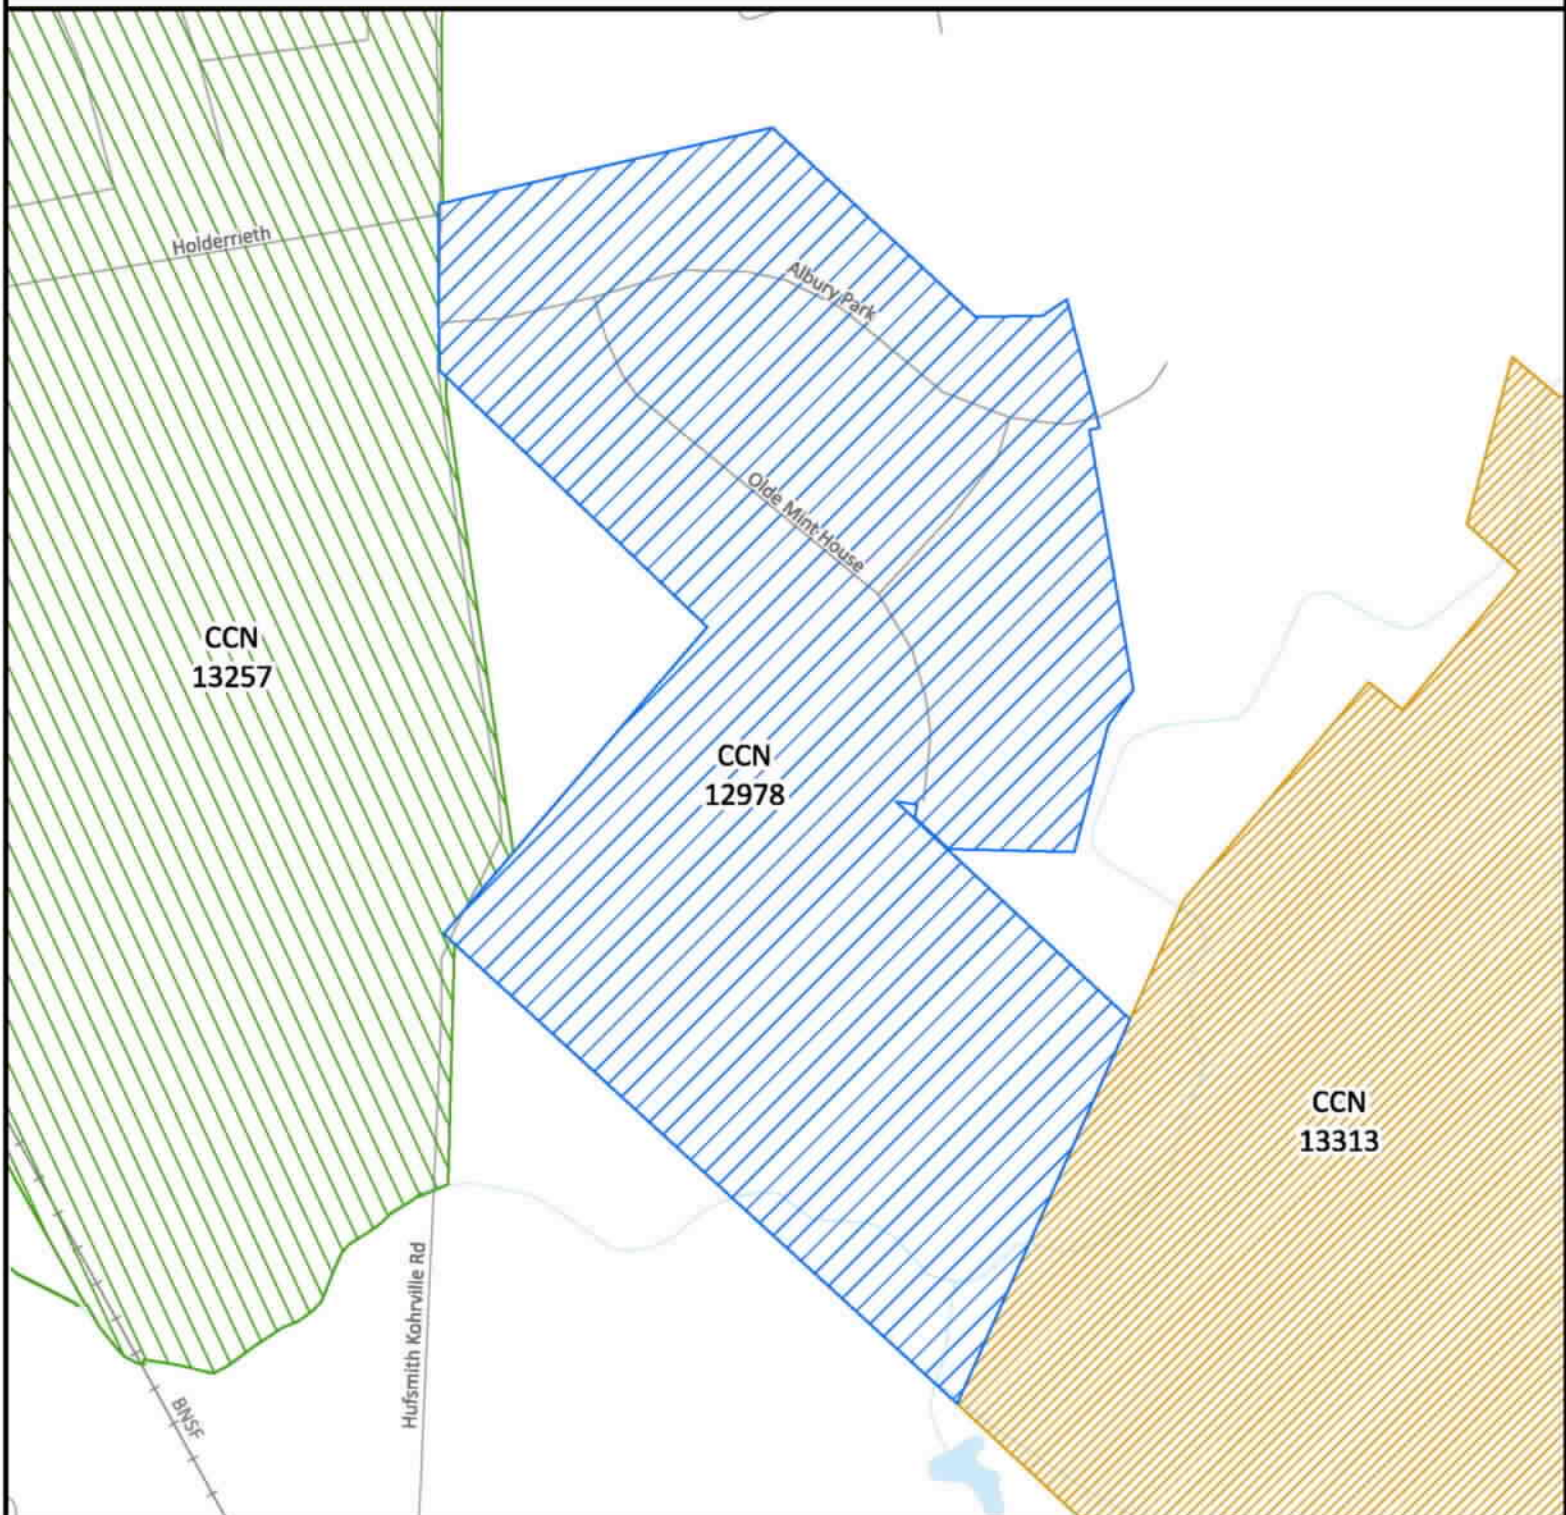 Holderrieth
Albury Park
Olde Mint House
CCN
13257
CCN
12978
CCN
13313
Hufsmith Kohrville Rd
BNSF